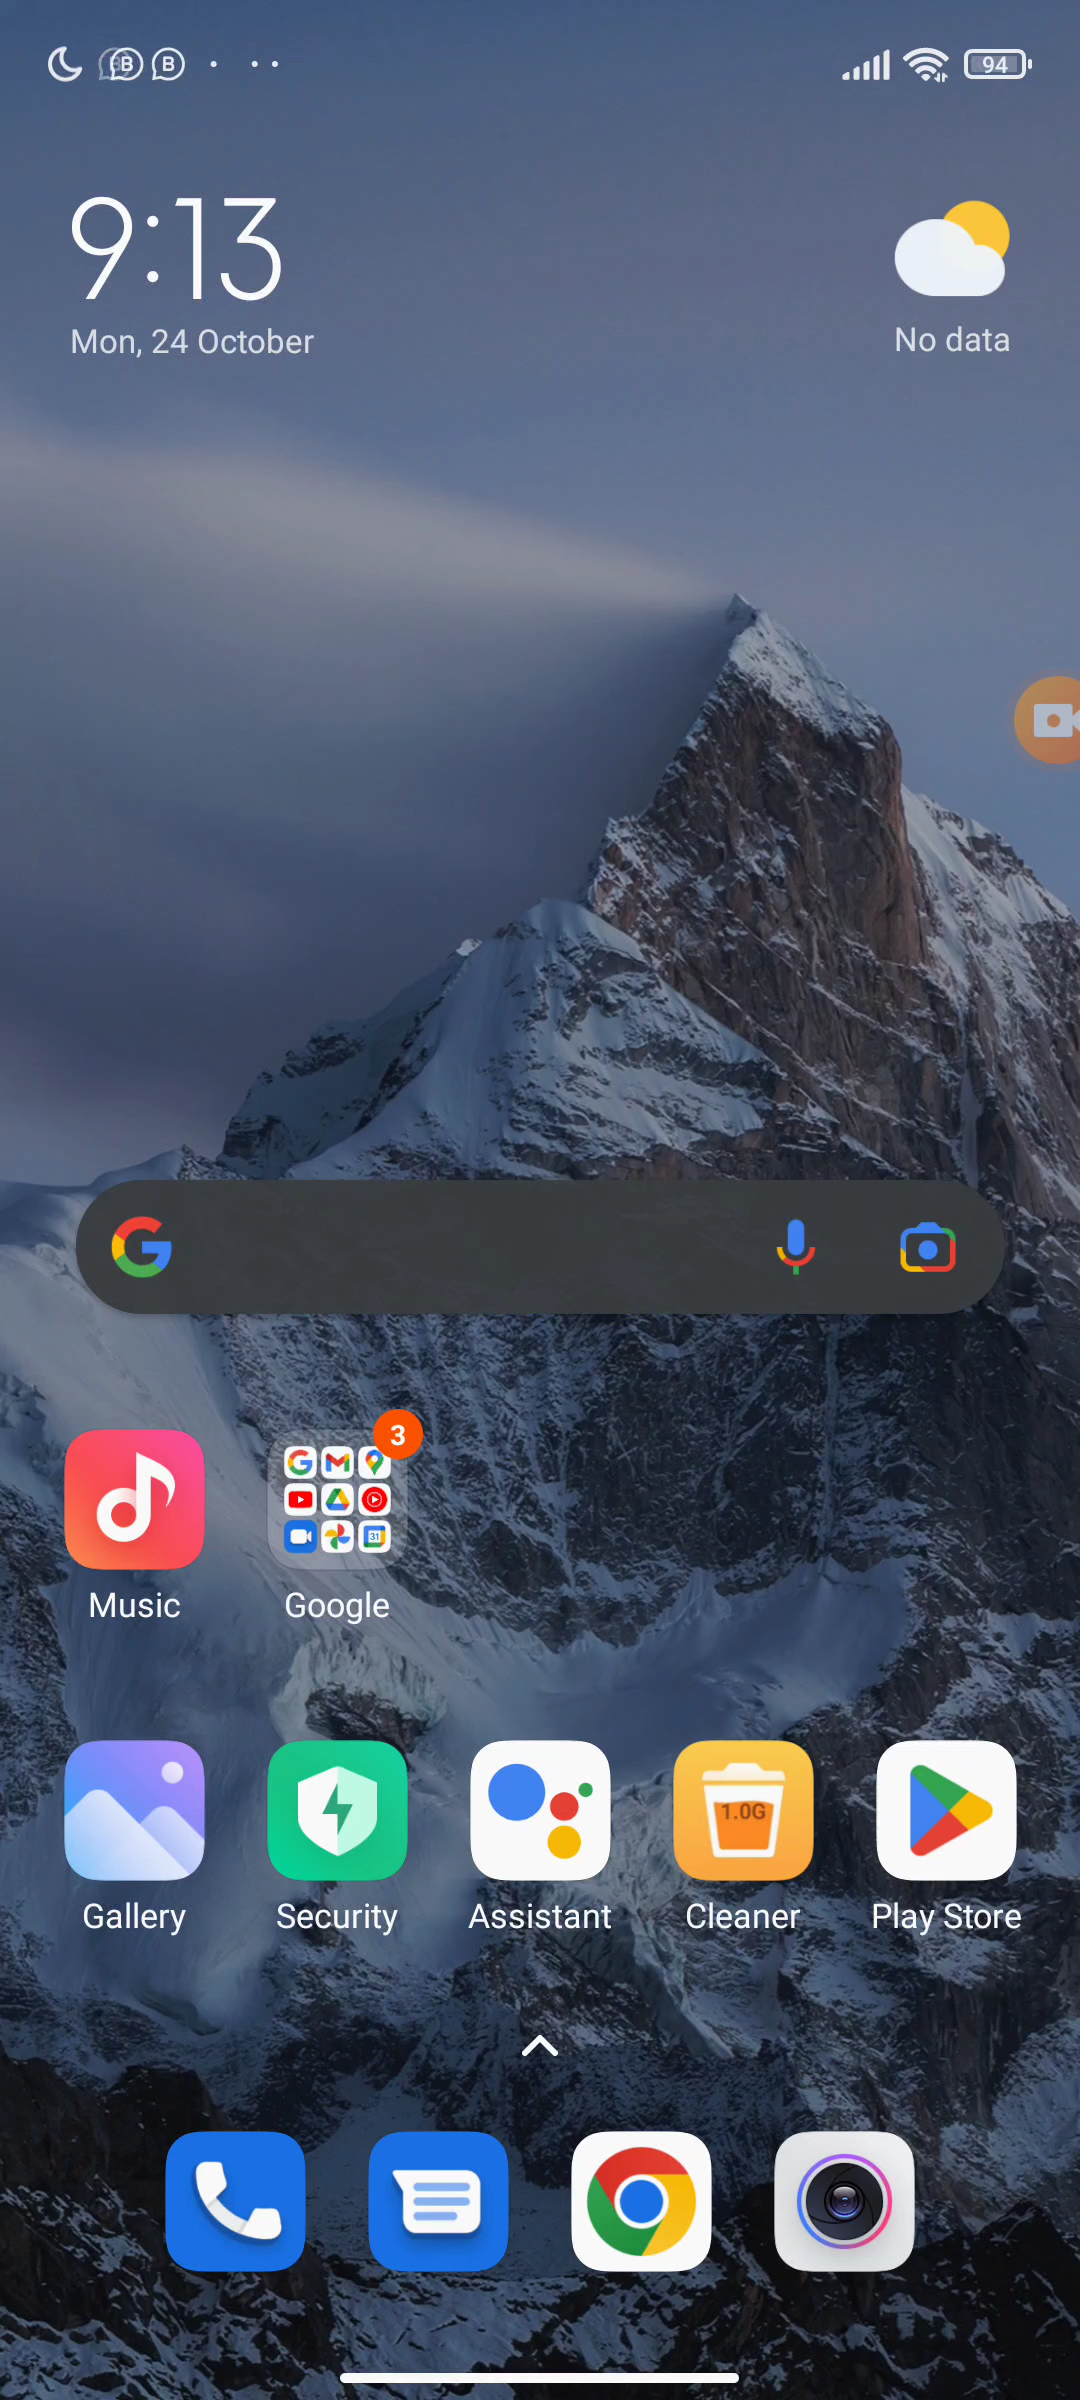 94
9:13
Mon, 24 October
No data
3
31
Music
Google
1.0G
Gallery
Security
Assistant
Cleaner
Play Store